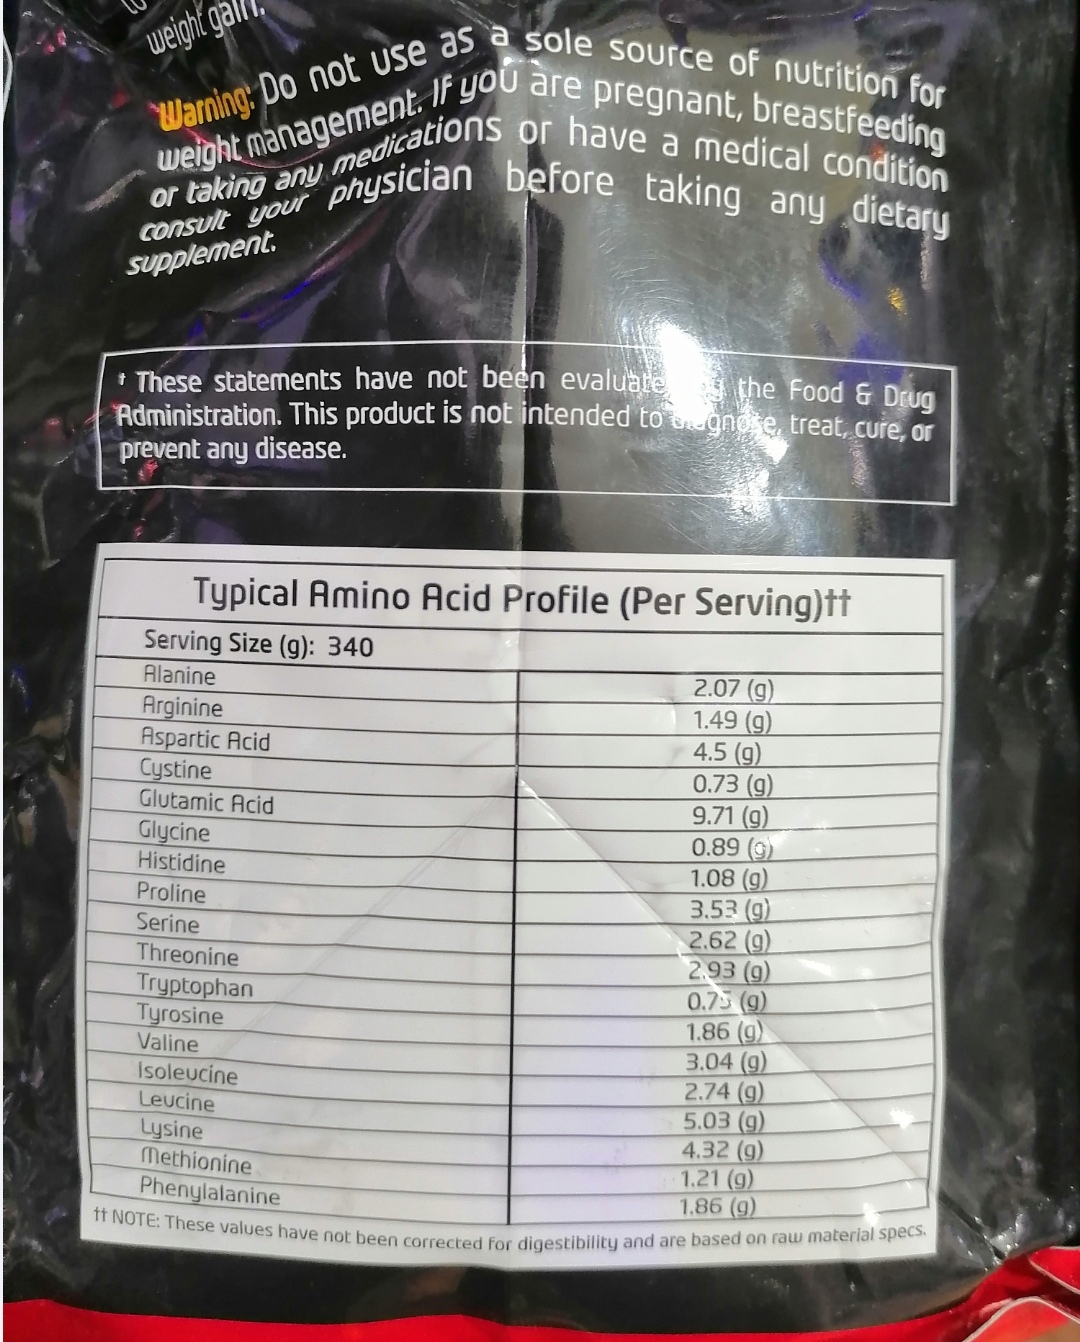 weight gain.
Warning: Do not use as a sole source of nutrition for
weight management. If you are pregnant, breastfeeding
or taking any medications or have a medical condition
consult your physician before taking any dietary
supplement.
† These statements have not been evaluated by the Food & Drug
Administration. This product is not intended to diagnose, treat, cure, or
prevent any disease.
Typical Amino Acid Profile (Per Serving)††
Serving Size (g): 340
Alanine 2.07 (g)
Arginine 1.49 (g)
Aspartic Acid 4.5 (g)
Cystine 0.73 (g)
Glutamic Acid 9.71 (g)
Glycine 0.89 (g)
Histidine 1.08 (g)
Proline 3.53 (g)
Serine 2.62 (g)
Threonine 2.93 (g)
Tryptophan 0.75 (g)
Tyrosine 1.86 (g)
Valine 3.04 (g)
Isoleucine 2.74 (g)
Leucine 5.03 (g)
Lysine 4.32 (g)
Methionine 1.21 (g)
Phenylalanine 1.86 (g)
†† NOTE: These values have not been corrected for digestibility and are based on raw material specs.